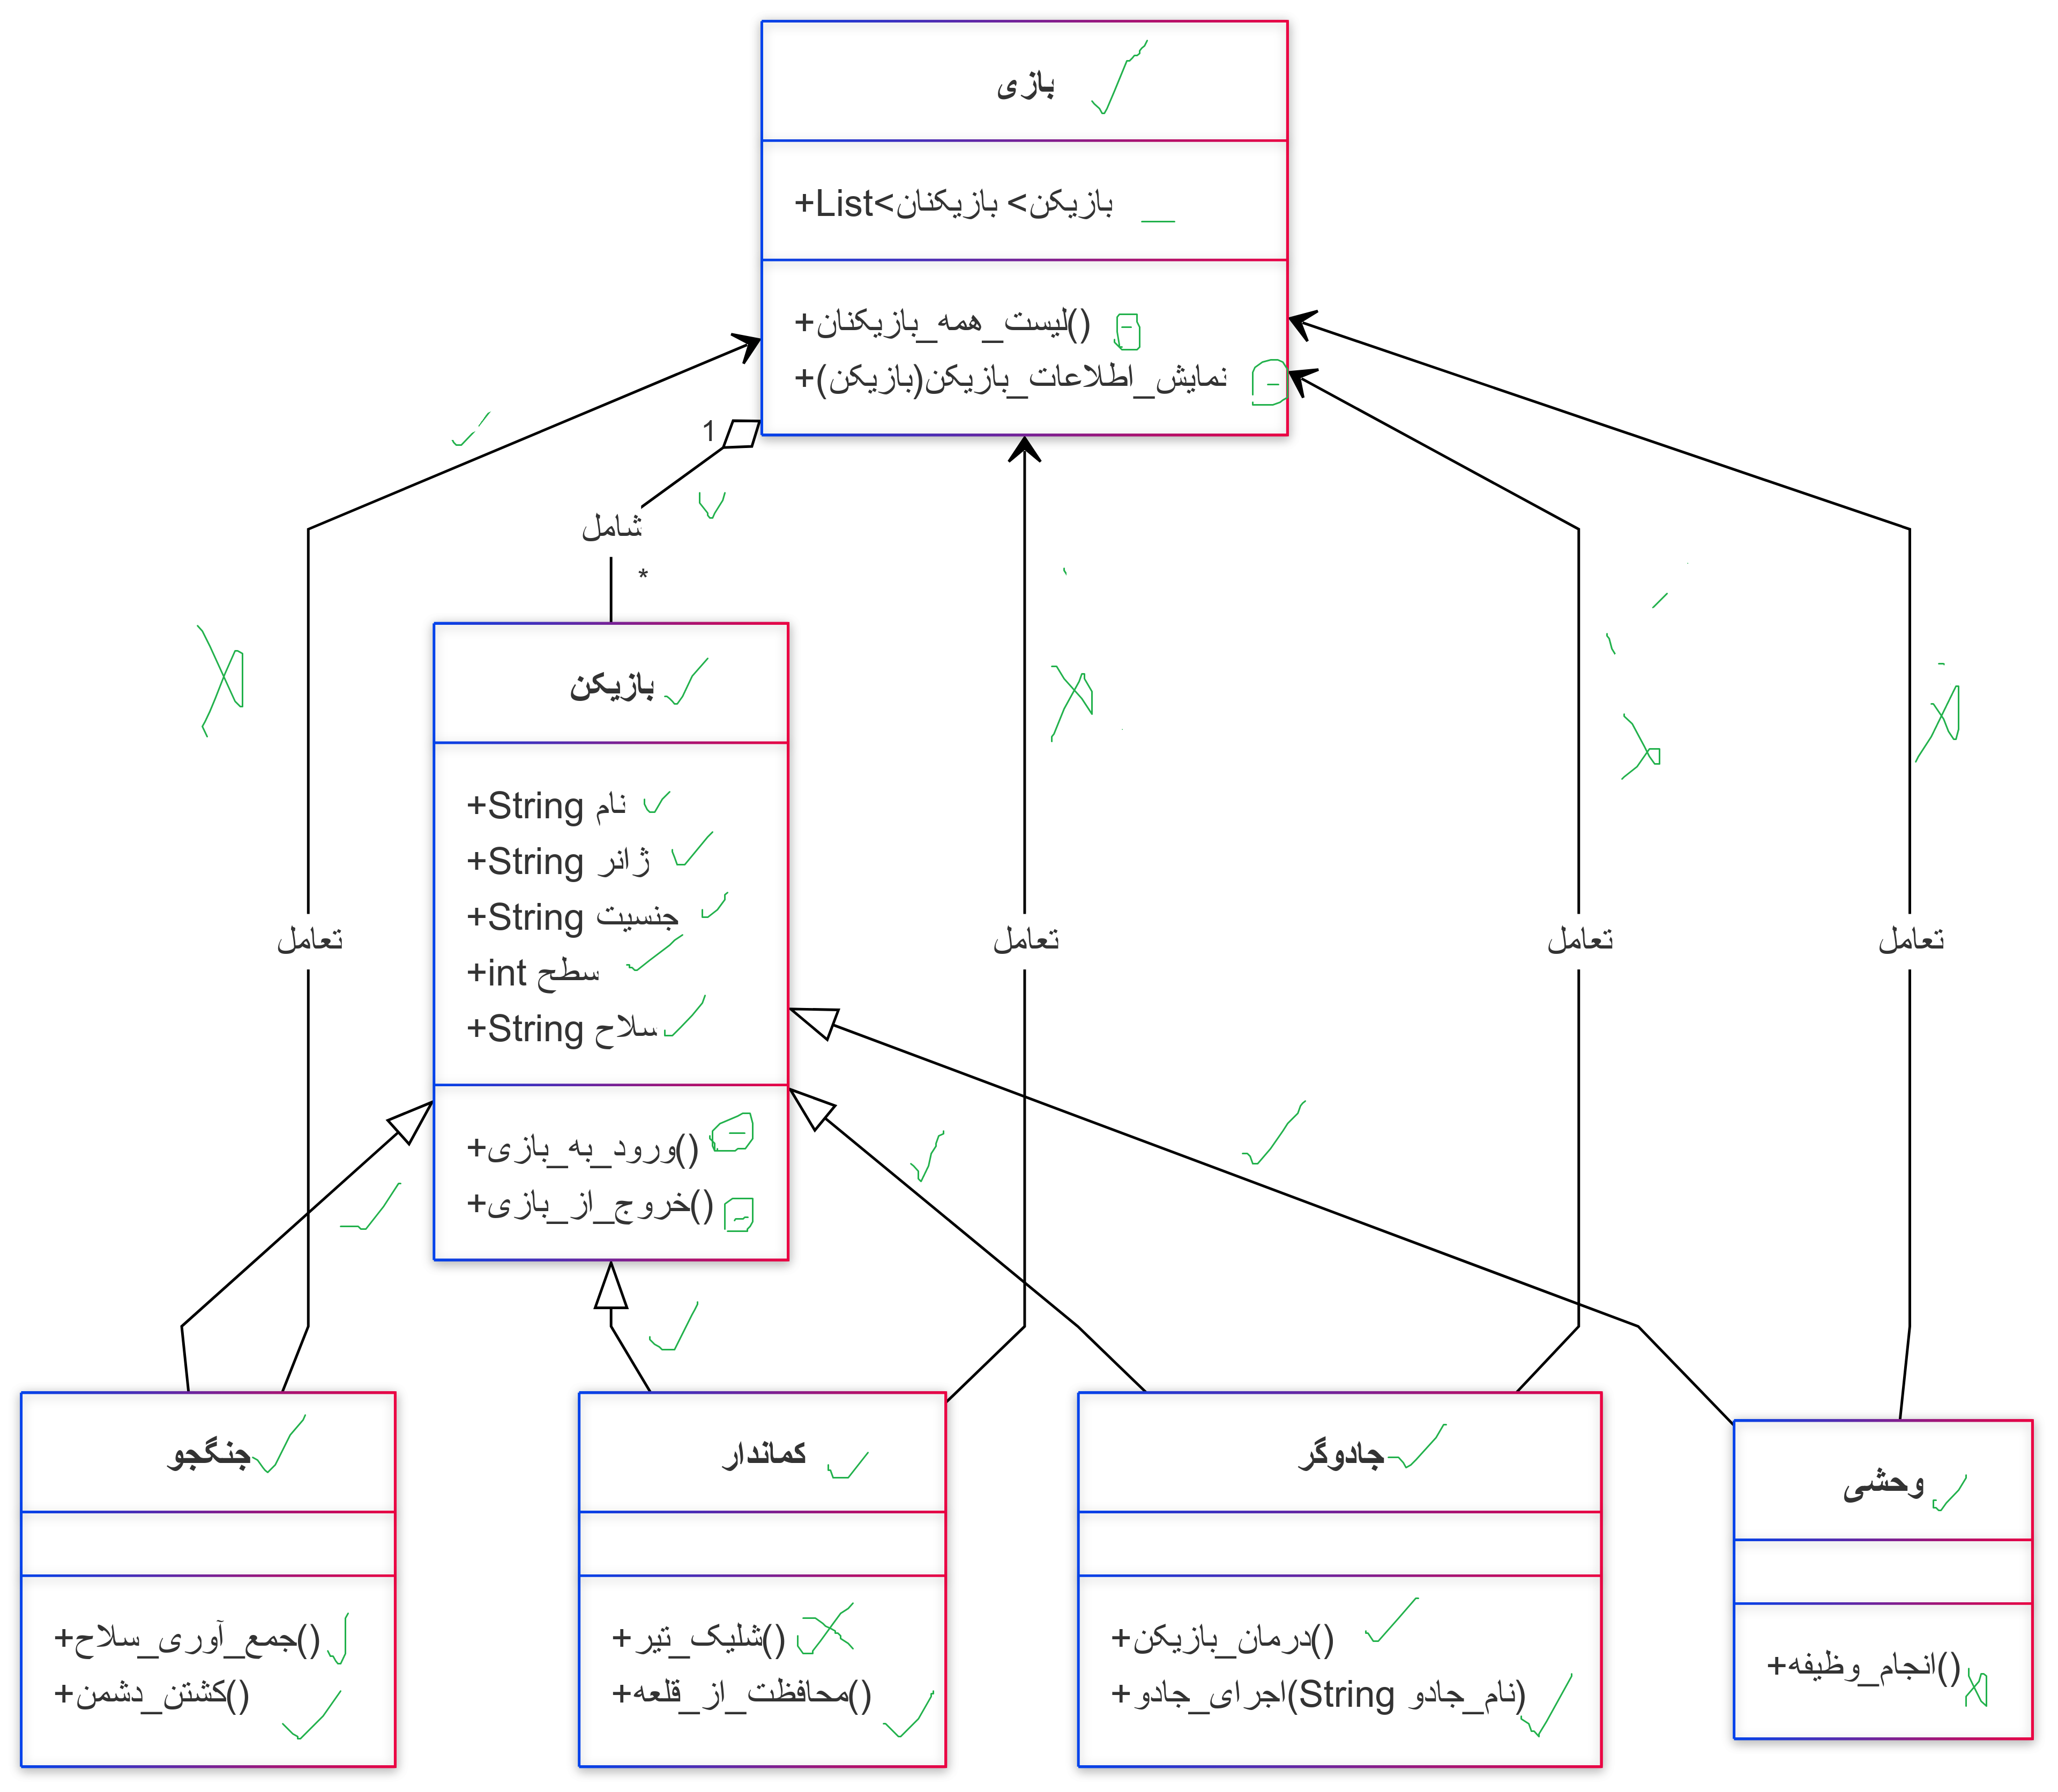 بازی
+List<بازیکن> بازیکنان
+لیست_همه_بازیکنان()
+نمایش_اطلاعات_بازیکن(بازیکن)
1
شامل
*
بازیکن
+String نام
+String ژانر
+String جنسیت
+int سطح
+String سلاح
+ورود_به_بازی()
+خروج_از_بازی()
تعامل
تعامل
تعامل
تعامل
جنگجو
+جمع_آوری_سلاح()
+کشتن_دشمن()
کماندار
+شلیک_تیر()
+محافظت_از_قلعه()
جادوگر
+درمان_بازیکن()
+اجرای_جادو(String نام_جادو)
وحشی
+انجام_وظیفه()